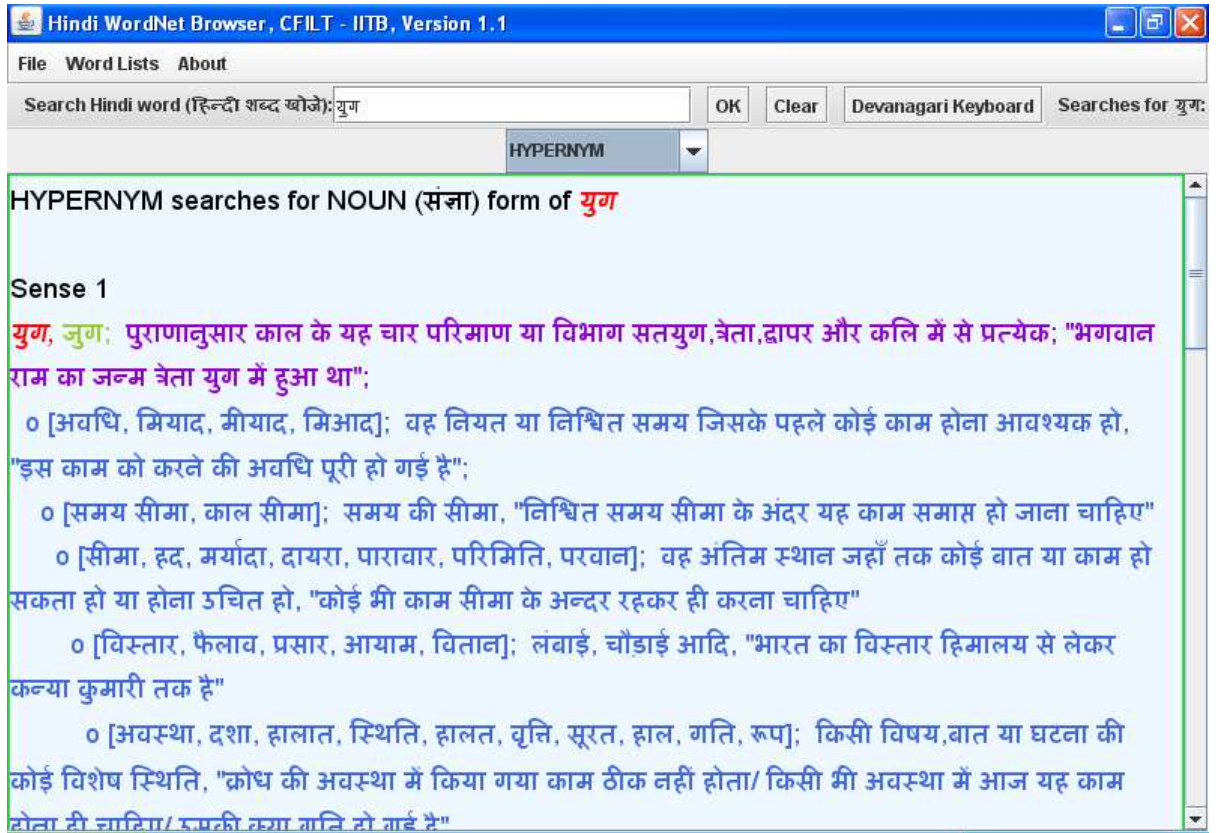 Hindi WordNet Browser, CFILT - IITB, Version 1.1
File Word Lists About
Search Hindi word (हिन्दी शब्द खोजे): युग OK Clear Devanagari Keyboard Searches for युग:
HYPERNYM
HYPERNYM searches for NOUN (संज्ञा) form of युग
Sense 1
युग, जुग; पुराणानुसार काल के यह चार परिमाण या विभाग सतयुग,त्रेता,द्वापर और कलि में से प्रत्येक; "भगवान
राम का जन्म त्रेता युग में हुआ था";
o [अवधि, मियाद, मीयाद, मिआद]; वह नियत या निश्चित समय जिसके पहले कोई काम होना आवश्यक हो,
"इस काम को करने की अवधि पूरी हो गई है";
o [समय सीमा, काल सीमा]; समय की सीमा, "निश्चित समय सीमा के अंदर यह काम समाप्त हो जाना चाहिए"
o [सीमा, हद, मर्यादा, दायरा, पारावार, परिमिति, परवान]; वह अंतिम स्थान जहाँ तक कोई बात या काम हो
सकता हो या होना उचित हो, "कोई भी काम सीमा के अन्दर रहकर ही करना चाहिए"
o [विस्तार, फैलाव, प्रसार, आयाम, वितान]; लंबाई, चौड़ाई आदि, "भारत का विस्तार हिमालय से लेकर
कन्या कुमारी तक है"
o [अवस्था, दशा, हालात, स्थिति, हालत, वृत्ति, सूरत, हाल, गति, रूप]; किसी विषय,बात या घटना की
कोई विशेष स्थिति, "क्रोध की अवस्था में किया गया काम ठीक नहीं होता/ किसी भी अवस्था में आज यह काम
होना ही चाहिए/ उसकी क्या गति हो गई है"